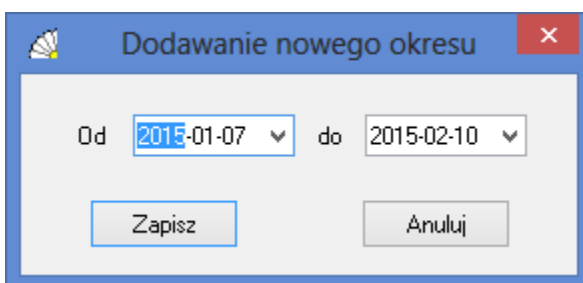 Dodawanie nowego okresu
Od 2015-01-07 do 2015-02-10
Zapisz Anuluj